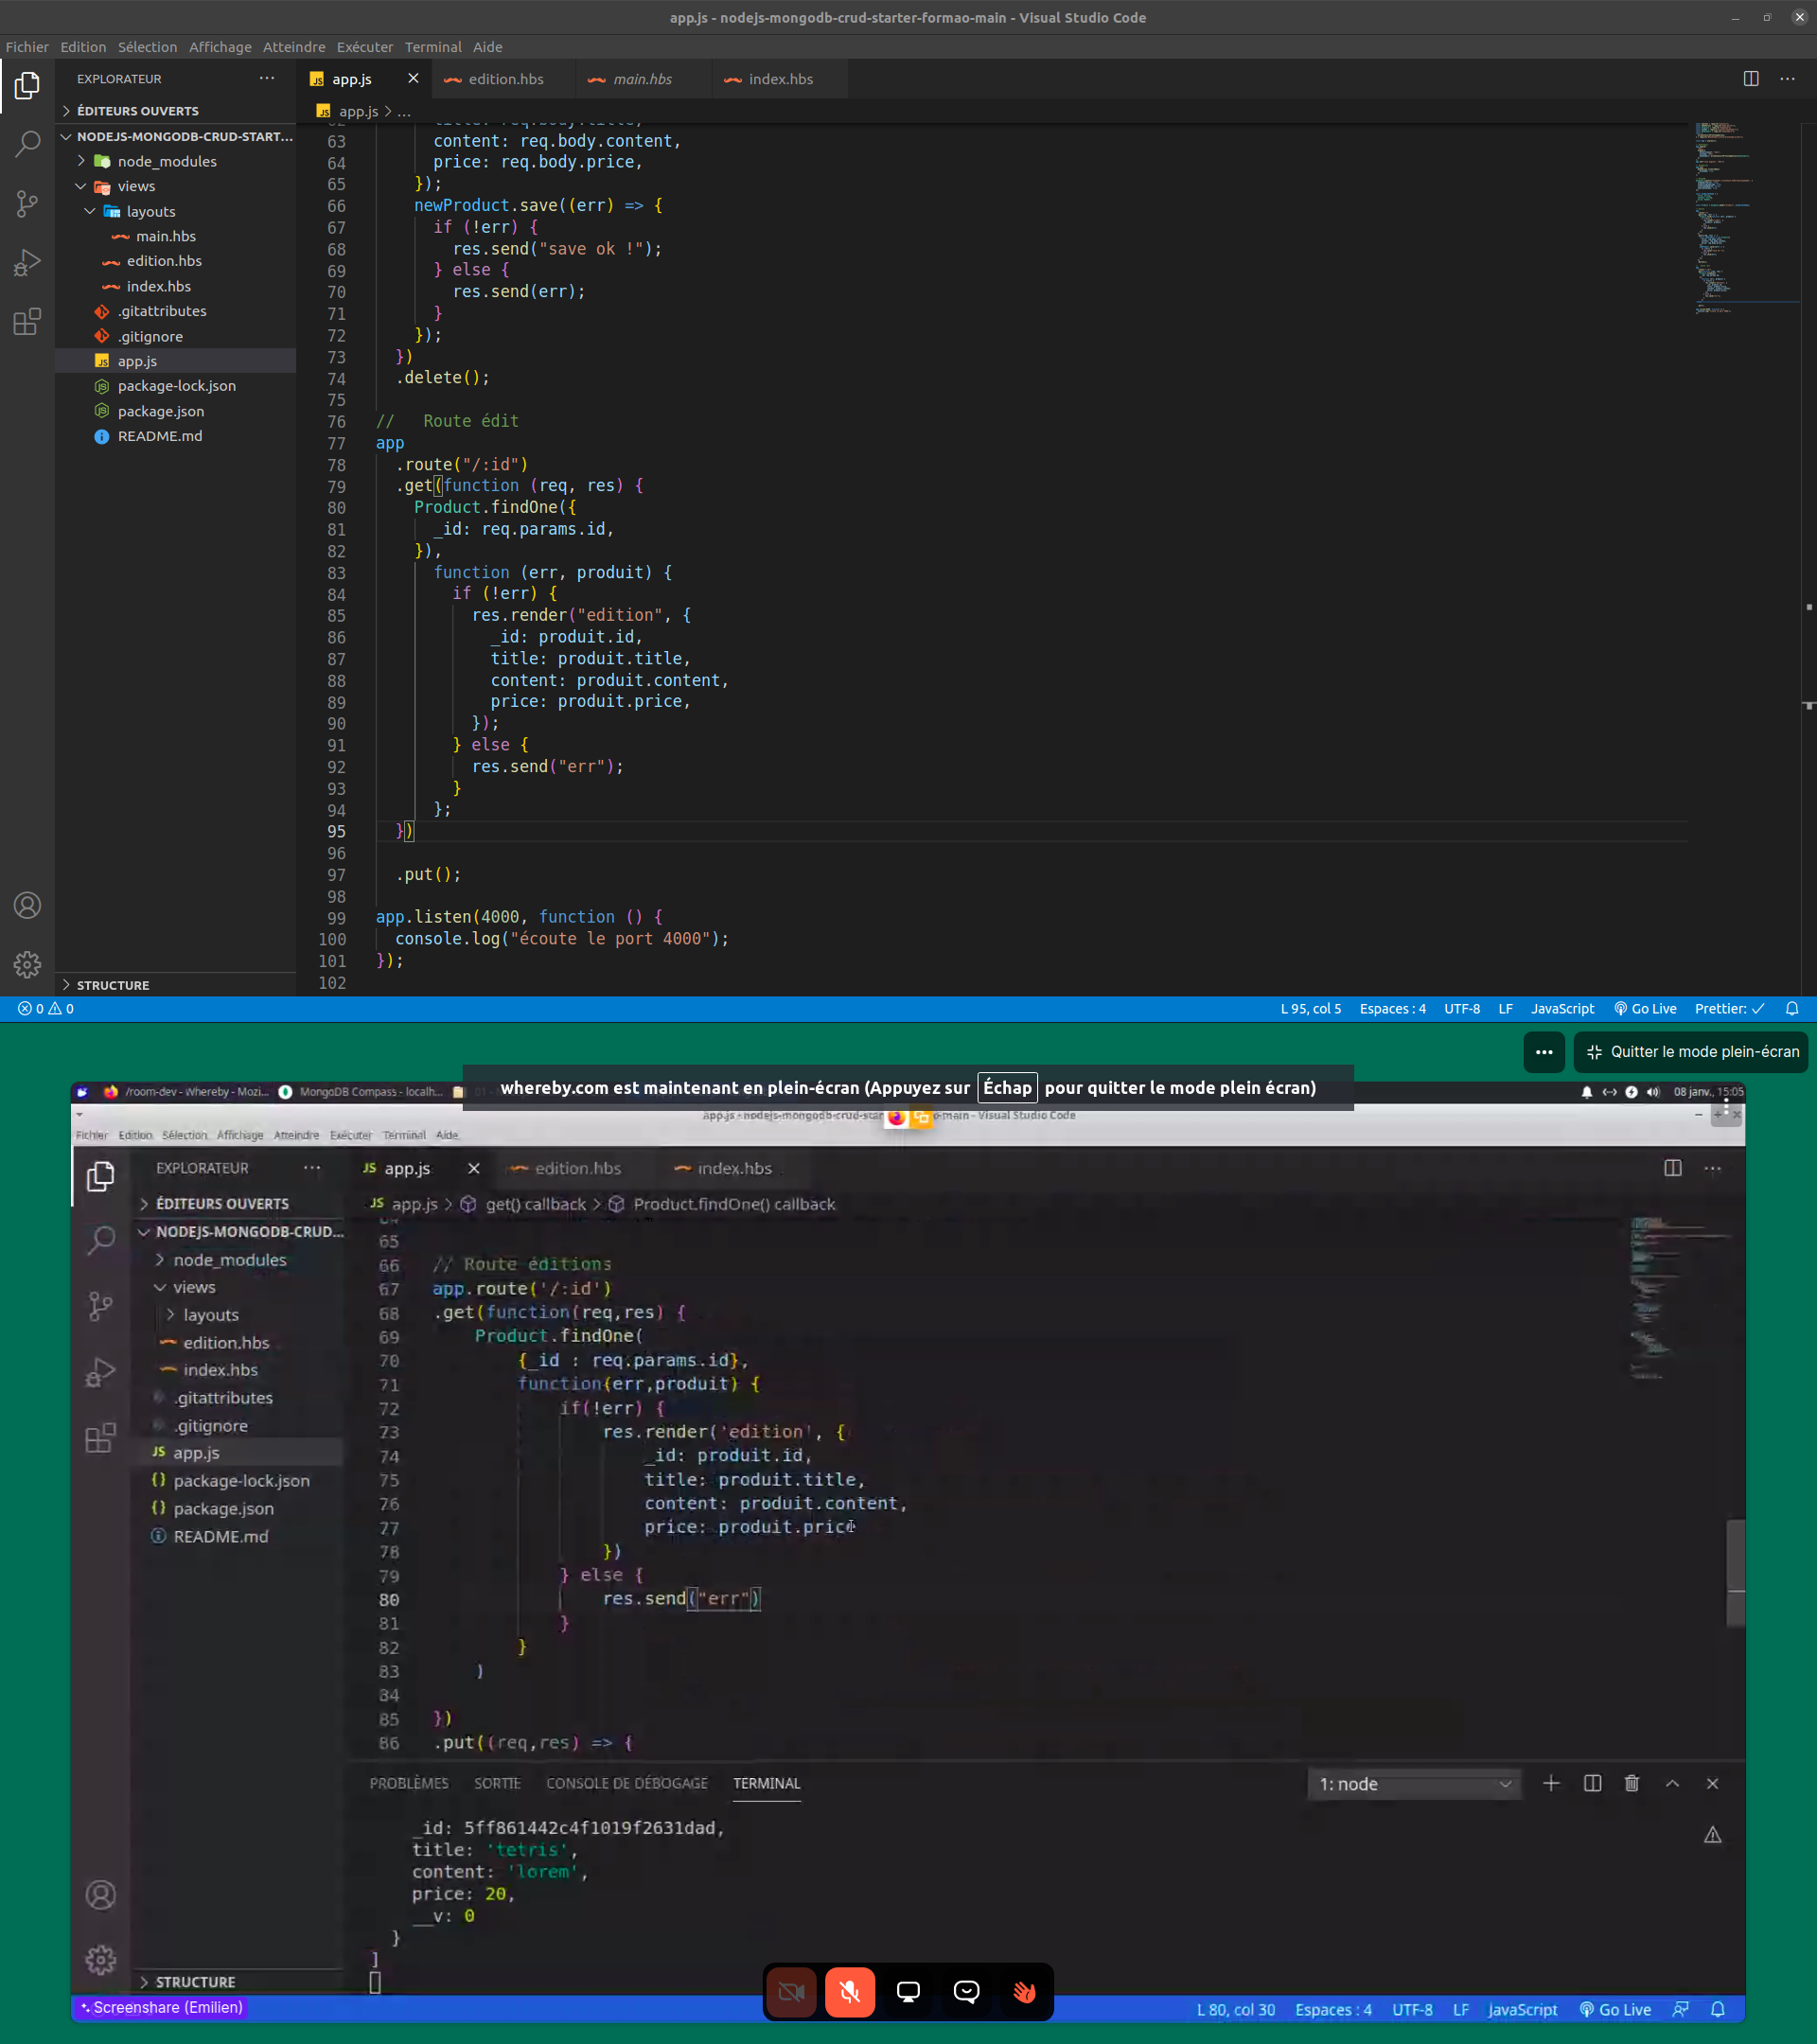 app.js - nodejs-mongodb-crud-starter-formao-main - Visual Studio Code
Fichier Edition Sélection Affichage Atteindre Exécuter Terminal Aide
EXPLORATEUR
ÉDITEURS OUVERTS
NODEJS-MONGODB-CRUD-START...
node_modules
views
layouts
main.hbs
edition.hbs
index.hbs
.gitattributes
.gitignore
app.js
package-lock.json
package.json
README.md
STRUCTURE
app.js edition.hbs main.hbs index.hbs
app.js > ...
62 title: req.body.title,
63 content: req.body.content,
64 price: req.body.price,
65 });
66 newProduct.save((err) => {
67 if (!err) {
68 res.send("save ok !");
69 } else {
70 res.send(err);
71 }
72 });
73 })
74 .delete();
75
76 // Route édit
77 app
78 .route("/:id")
79 .get(function (req, res) {
80 Product.findOne({
81 _id: req.params.id,
82 }),
83 function (err, produit) {
84 if (!err) {
85 res.render("edition", {
86 _id: produit.id,
87 title: produit.title,
88 content: produit.content,
89 price: produit.price,
90 });
91 } else {
92 res.send("err");
93 }
94 };
95 })
96
97 .put();
98
99 app.listen(4000, function () {
100 console.log("écoute le port 4000");
101 });
102
0 0 L 95, col 5 Espaces : 4 UTF-8 LF JavaScript Go Live Prettier: ✓
Quitter le mode plein-écran
whereby.com est maintenant en plein-écran (Appuyez sur Échap pour quitter le mode plein écran)
/room-dev - Whereby - Mozi... MongoDB Compass - localh... 08 janv., 15:05
app.js - nodejs-mongodb-crud-star o-main - Visual Studio Code
Fichier Edition Sélection Affichage Atteindre Exécuter Terminal Aide
EXPLORATEUR
ÉDITEURS OUVERTS
NODEJS-MONGODB-CRUD...
node_modules
views
layouts
edition.hbs
index.hbs
.gitattributes
.gitignore
JS app.js
{} package-lock.json
{} package.json
README.md
STRUCTURE
JS app.js edition.hbs index.hbs
JS app.js > get() callback > Product.findOne() callback
64
65
66 // Route éditions
67 app.route('/:id')
68 .get(function(req,res) {
69 Product.findOne(
70 {_id : req.params.id},
71 function(err,produit) {
72 if(!err) {
73 res.render('edition', {
74 _id: produit.id,
75 title: produit.title,
76 content: produit.content,
77 price: produit.price
78 })
79 } else {
80 res.send("err")
81 }
82 }
83 )
84
85 })
86 .put((req,res) => {
PROBLÈMES SORTIE CONSOLE DE DÉBOGAGE TERMINAL 1: node
_id: 5ff861442c4f1019f2631dad,
title: 'tetris',
content: 'lorem',
price: 20,
__v: 0
}
]
Screenshare (Emilien) L 80, col 30 Espaces : 4 UTF-8 LF JavaScript Go Live